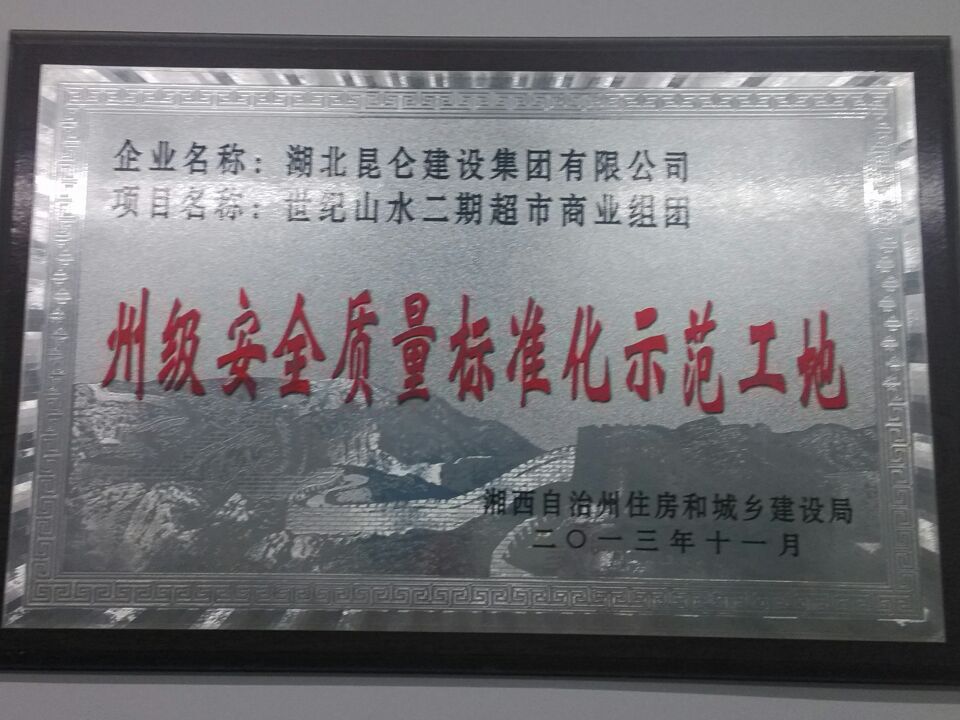 企业名称：湖北昆仑建设集团有限公司
项目名称：世纪山水二期超市商业组团
州级安全质量标准化示范工地
湘西自治州住房和城乡建设局
二〇一三年十一月